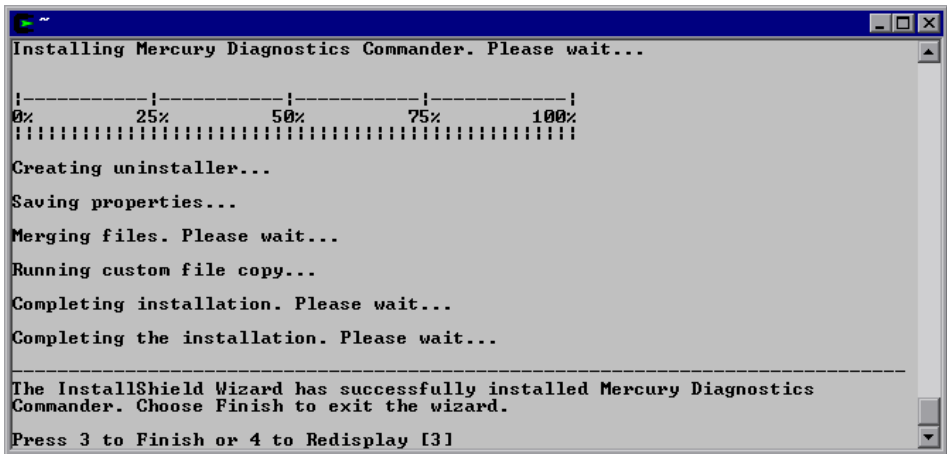 ~
Installing Mercury Diagnostics Commander. Please wait...
|-----------|-----------|-----------|------------|
0% 25% 50% 75% 100%
||||||||||||||||||||||||||||||||||||||||||||||||||
Creating uninstaller...
Saving properties...
Merging files. Please wait...
Running custom file copy...
Completing installation. Please wait...
Completing the installation. Please wait...
-------------------------------------------------------------------------------
The InstallShield Wizard has successfully installed Mercury Diagnostics
Commander. Choose Finish to exit the wizard.
Press 3 to Finish or 4 to Redisplay [3]